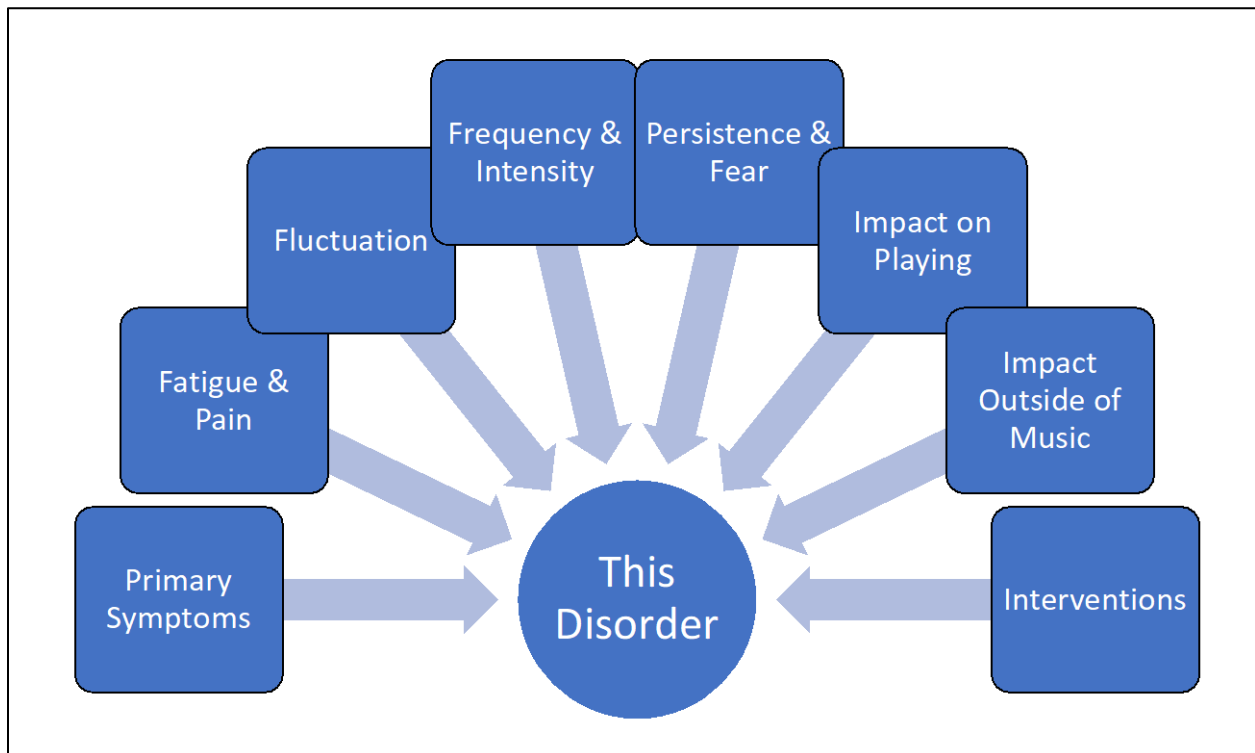 Primary
Symptoms
Fatigue &
Pain
Fluctuation
Frequency &
Intensity
Persistence &
Fear
Impact on
Playing
Impact
Outside of
Music
Interventions
This
Disorder